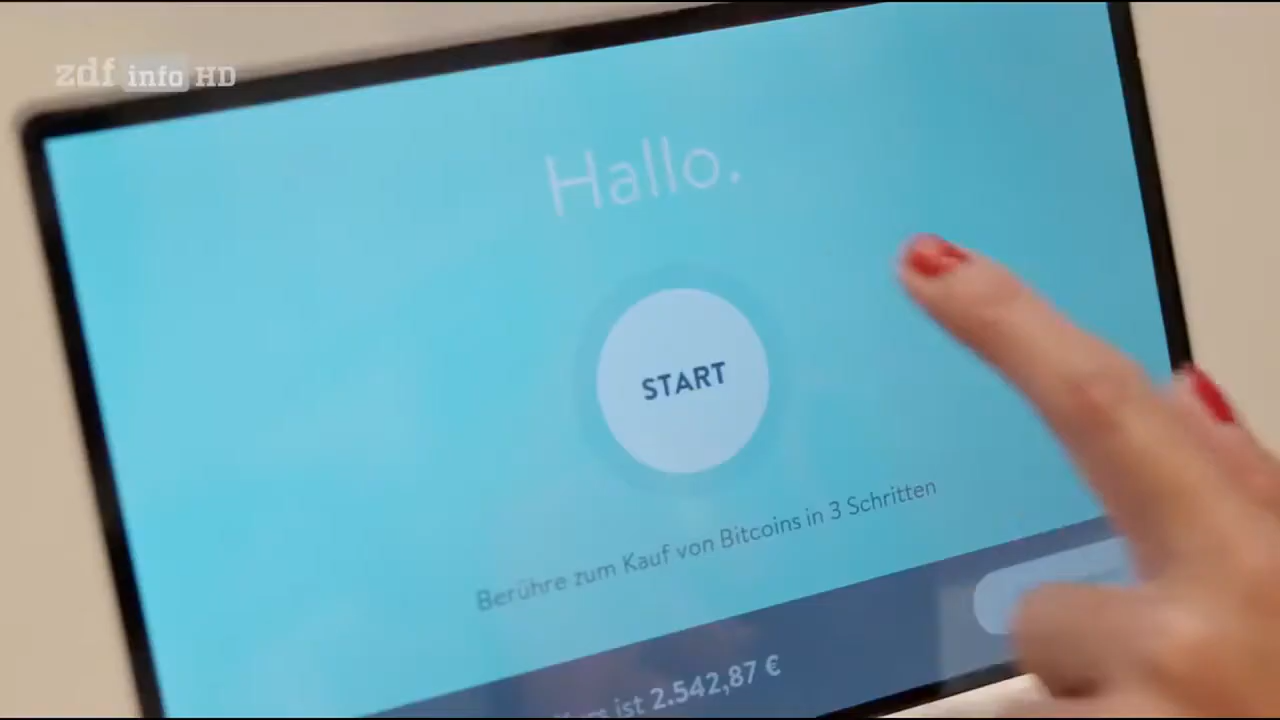 zdf info HD
Hallo.
START
Berühre zum Kauf von Bitcoins in 3 Schritten
ist 2.542,87 €